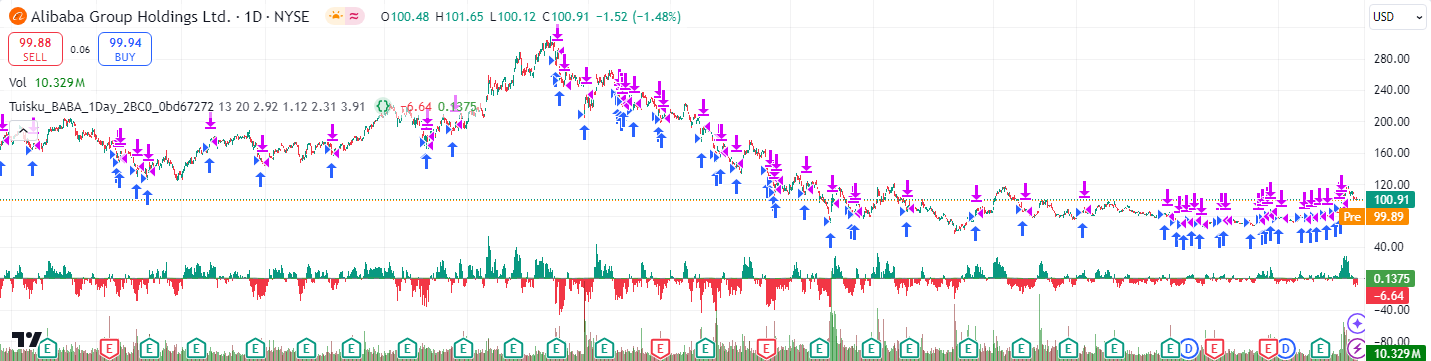 Alibaba Group Holdings Ltd. · 1D · NYSE O100.48 H101.65 L100.12 C100.91 −1.52 (−1.48%) USD
99.88 0.06 99.94
SELL BUY
Vol 10.329M
Tuisku_BABA_1Day_2BC0_0bd67272 13 20 2.92 1.12 2.31 3.91 −6.64 0.1375
280.00
240.00
200.00
160.00
120.00
100.91
Pre 99.89
40.00
0.1375
−6.64
−40.00
−80.00
E E E E E E E E E E E E E E E E E E E E E E D E E D E
10.329M